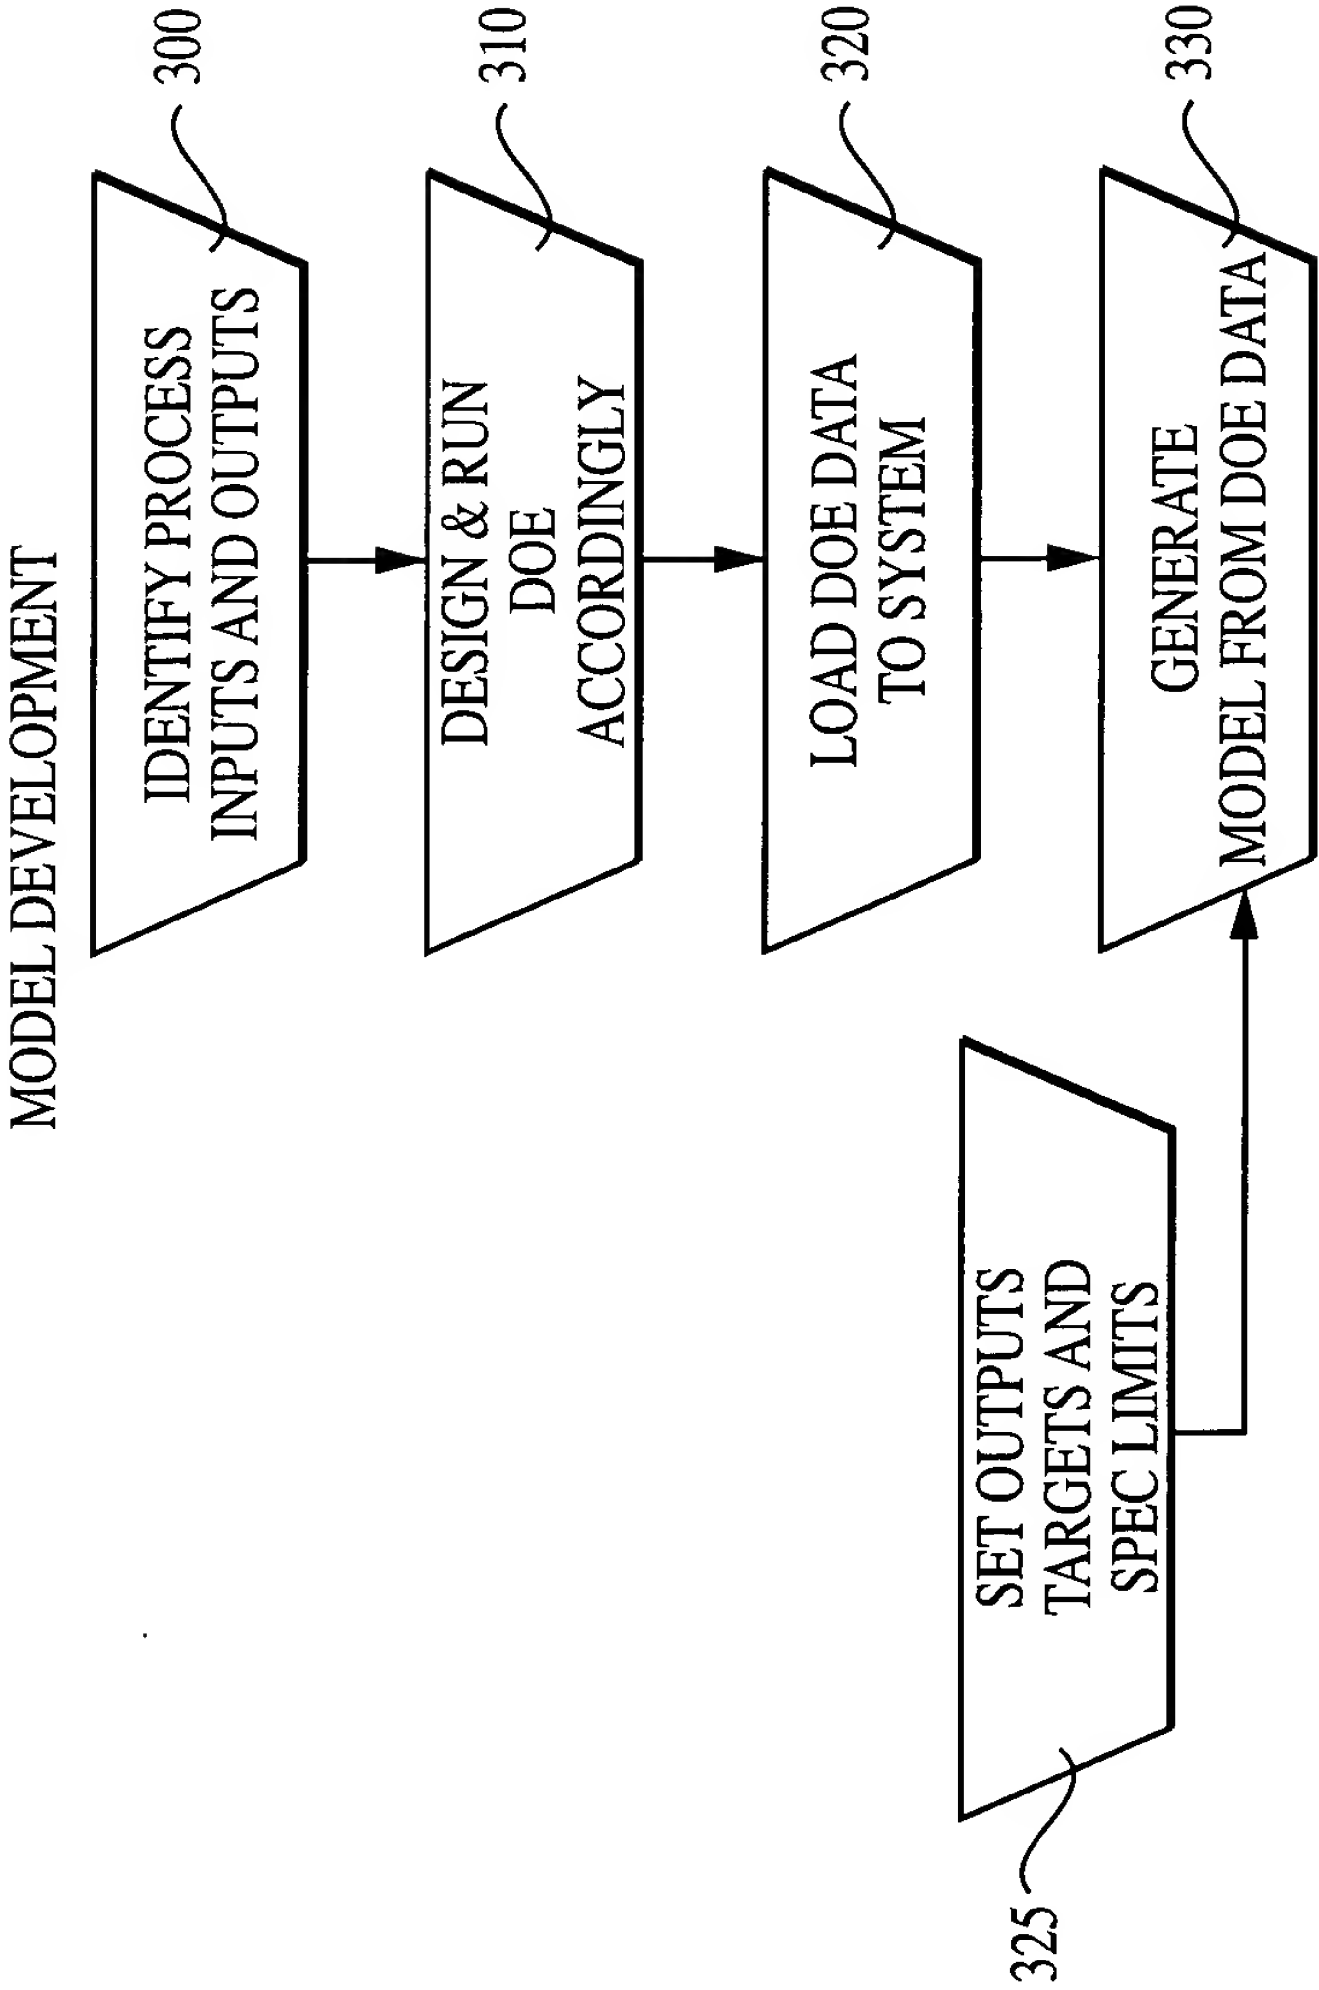 MODEL DEVELOPMENT
300
IDENTIFY PROCESS
INPUTS AND OUTPUTS
310
DESIGN & RUN
DOE
ACCORDINGLY
320
LOAD DOE DATA
TO SYSTEM
325
SET OUTPUTS
TARGETS AND
SPEC LIMITS
330
GENERATE
MODEL FROM DOE DATA